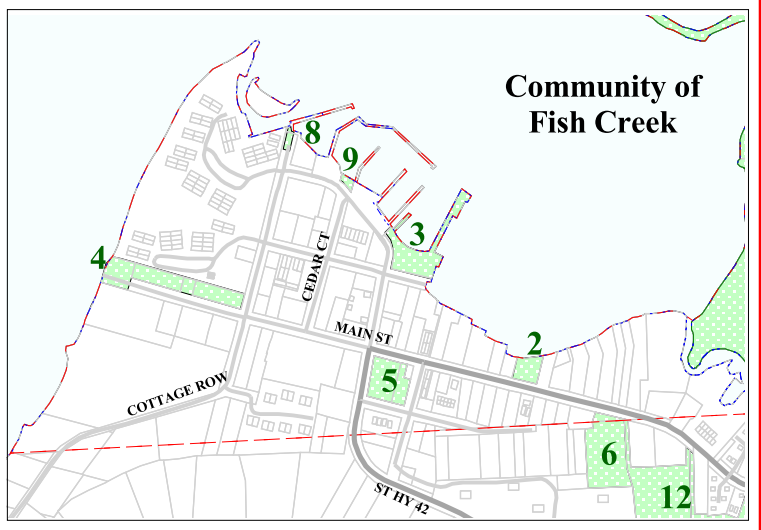 Community of
Fish Creek
8
9
3
4
CEDAR CT
MAIN ST
2
5
COTTAGE ROW
6
12
ST HY 42